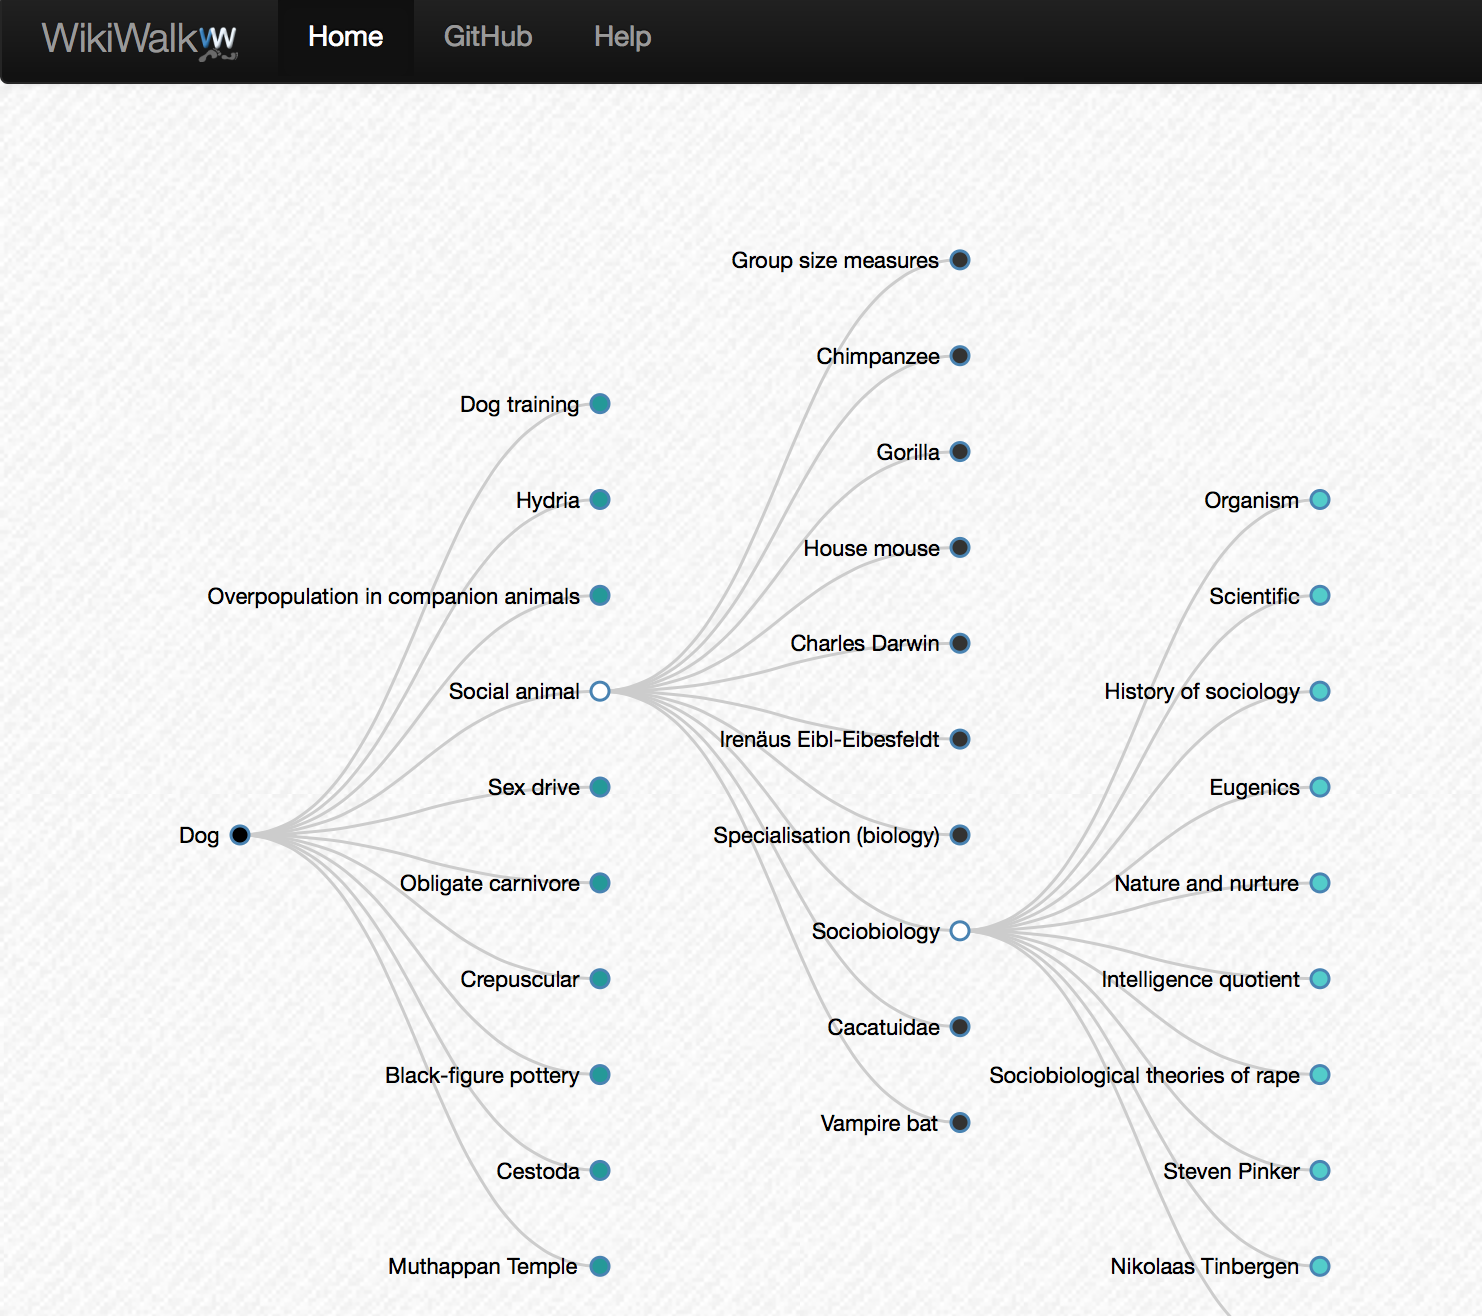 WikiWalk
Home
GitHub
Help
Group size measures
Chimpanzee
Dog training
Gorilla
Hydria
Organism
House mouse
Overpopulation in companion animals
Scientific
Charles Darwin
Social animal
History of sociology
Irenäus Eibl-Eibesfeldt
Sex drive
Eugenics
Dog
Specialisation (biology)
Obligate carnivore
Nature and nurture
Sociobiology
Crepuscular
Intelligence quotient
Cacatuidae
Black-figure pottery
Sociobiological theories of rape
Vampire bat
Cestoda
Steven Pinker
Muthappan Temple
Nikolaas Tinbergen